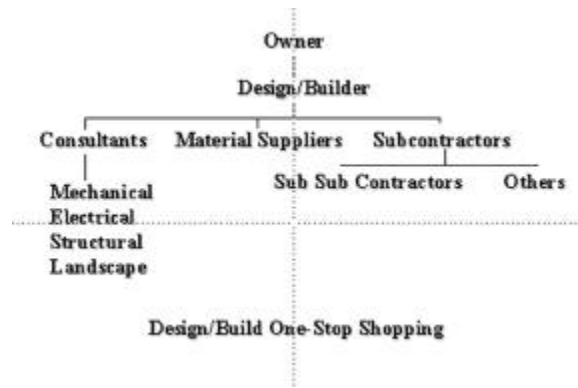 Owner
Design/Builder
Consultants Material Suppliers Subcontractors
Sub Sub Contractors Others
Mechanical
Electrical
Structural
Landscape
Design/Build One-Stop Shopping